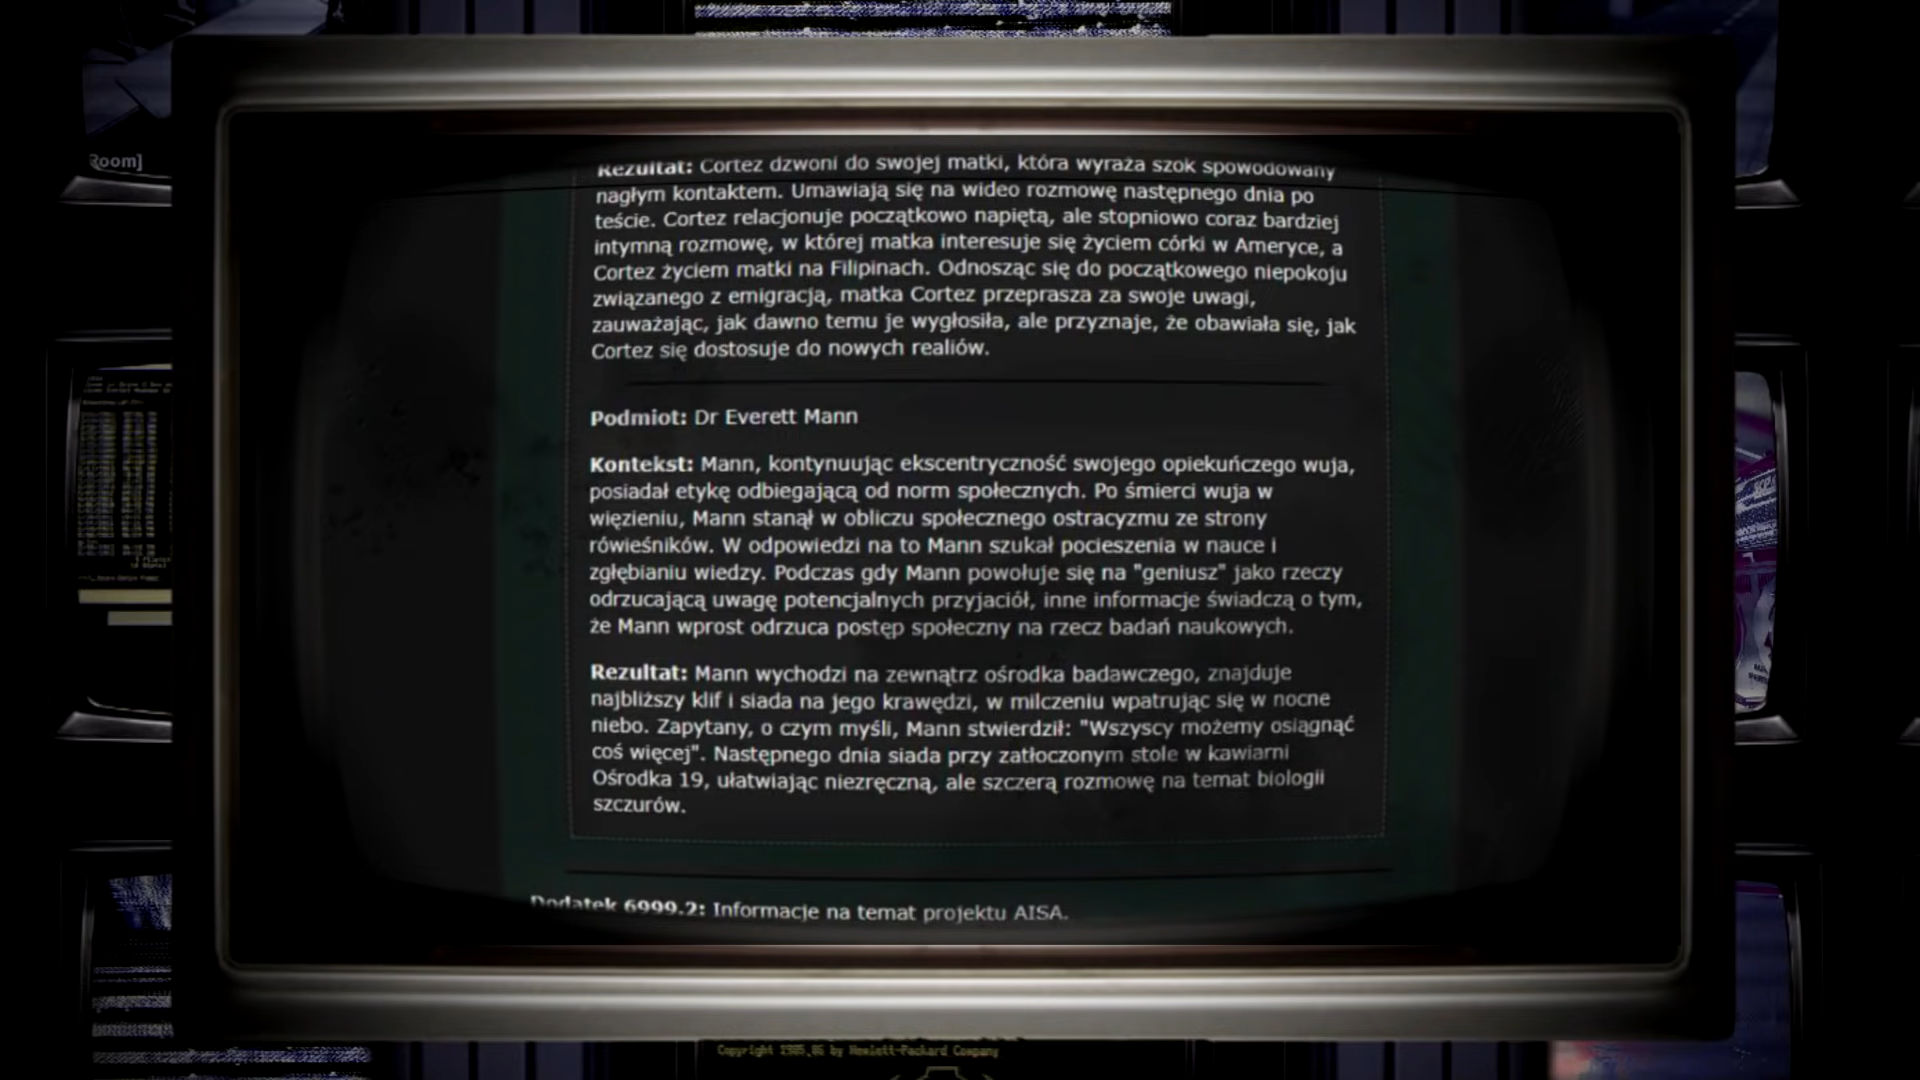 Room]
Rezultat: Cortez dzwoni do swojej matki, która wyraża szok spowodowany
nagłym kontaktem. Umawiają się na wideo rozmowę następnego dnia po
teście. Cortez relacjonuje początkowo napiętą, ale stopniowo coraz bardziej
intymną rozmowę, w której matka interesuje się życiem córki w Ameryce, a
Cortez życiem matki na Filipinach. Odnosząc się do początkowego niepokoju
związanego z emigracją, matka Cortez przeprasza za swoje uwagi,
zauważając, jak dawno temu je wygłosiła, ale przyznaje, że obawiała się, jak
Cortez się dostosuje do nowych realiów.
Podmiot: Dr Everett Mann
Kontekst: Mann, kontynuując ekscentryczność swojego opiekuńczego wuja,
posiadał etykę odbiegającą od norm społecznych. Po śmierci wuja w
więzieniu, Mann stanął w obliczu społecznego ostracyzmu ze strony
rówieśników. W odpowiedzi na to Mann szukał pocieszenia w nauce i
zgłębianiu wiedzy. Podczas gdy Mann powołuje się na "geniusz" jako rzeczy
odrzucającą uwagę potencjalnych przyjaciół, inne informacje świadczą o tym,
że Mann wprost odrzuca postęp społeczny na rzecz badań naukowych.
Rezultat: Mann wychodzi na zewnątrz ośrodka badawczego, znajduje
najbliższy klif i siada na jego krawędzi, w milczeniu wpatrując się w nocne
niebo. Zapytany, o czym myśli, Mann stwierdził: "Wszyscy możemy osiągnąć
coś więcej". Następnego dnia siada przy zatłoczonym stole w kawiarni
Ośrodka 19, ułatwiając niezręczną, ale szczerą rozmowę na temat biologii
szczurów.
Dodatek 6999.2: Informacje na temat projektu AISA.
Copyright 1985,86 by Hewlett-Packard Company